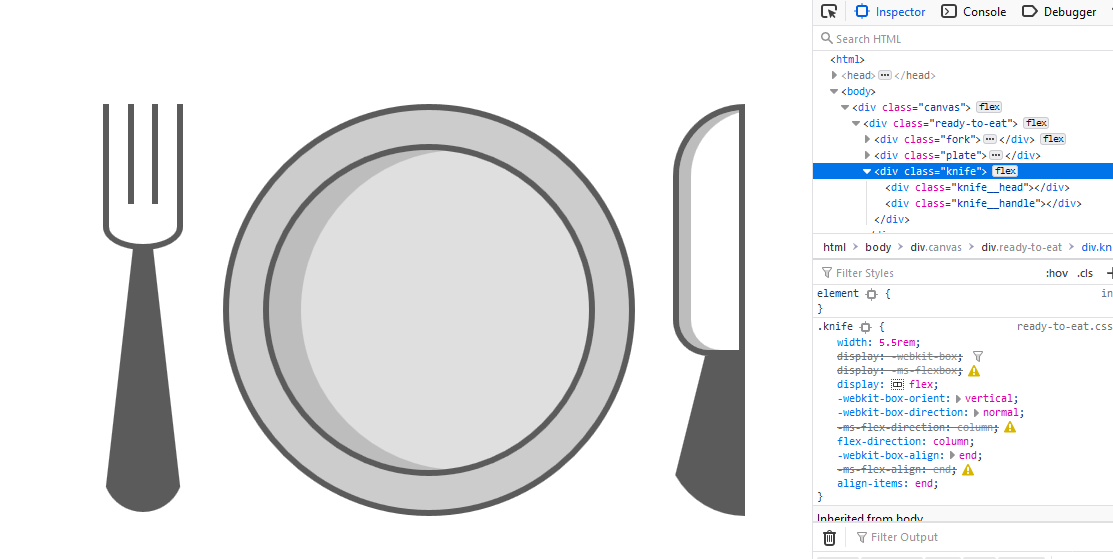 Inspector Console Debugger
Search HTML
<html>
<head> ··· </head>
<body>
<div class="canvas"> flex
<div class="ready-to-eat"> flex
<div class="fork"> ··· </div> flex
<div class="plate"> ··· </div>
<div class="knife"> flex
<div class="knife__head"></div>
<div class="knife__handle"></div>
</div>
html > body > div.canvas > div.ready-to-eat > div.kn
Filter Styles :hov .cls +
element { in
}
.knife { ready-to-eat.css
width: 5.5rem;
display: -webkit-box;
display: -ms-flexbox;
display: flex;
-webkit-box-orient: vertical;
-webkit-box-direction: normal;
-ms-flex-direction: column;
flex-direction: column;
-webkit-box-align: end;
-ms-flex-align: end;
align-items: end;
}
Inherited from body
Filter Output